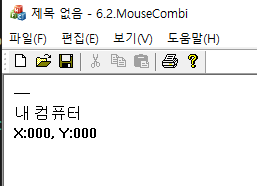 제목 없음 - 6.2.MouseCombi
파일(F) 편집(E) 보기(V) 도움말(H)
내 컴퓨터
X:000, Y:000